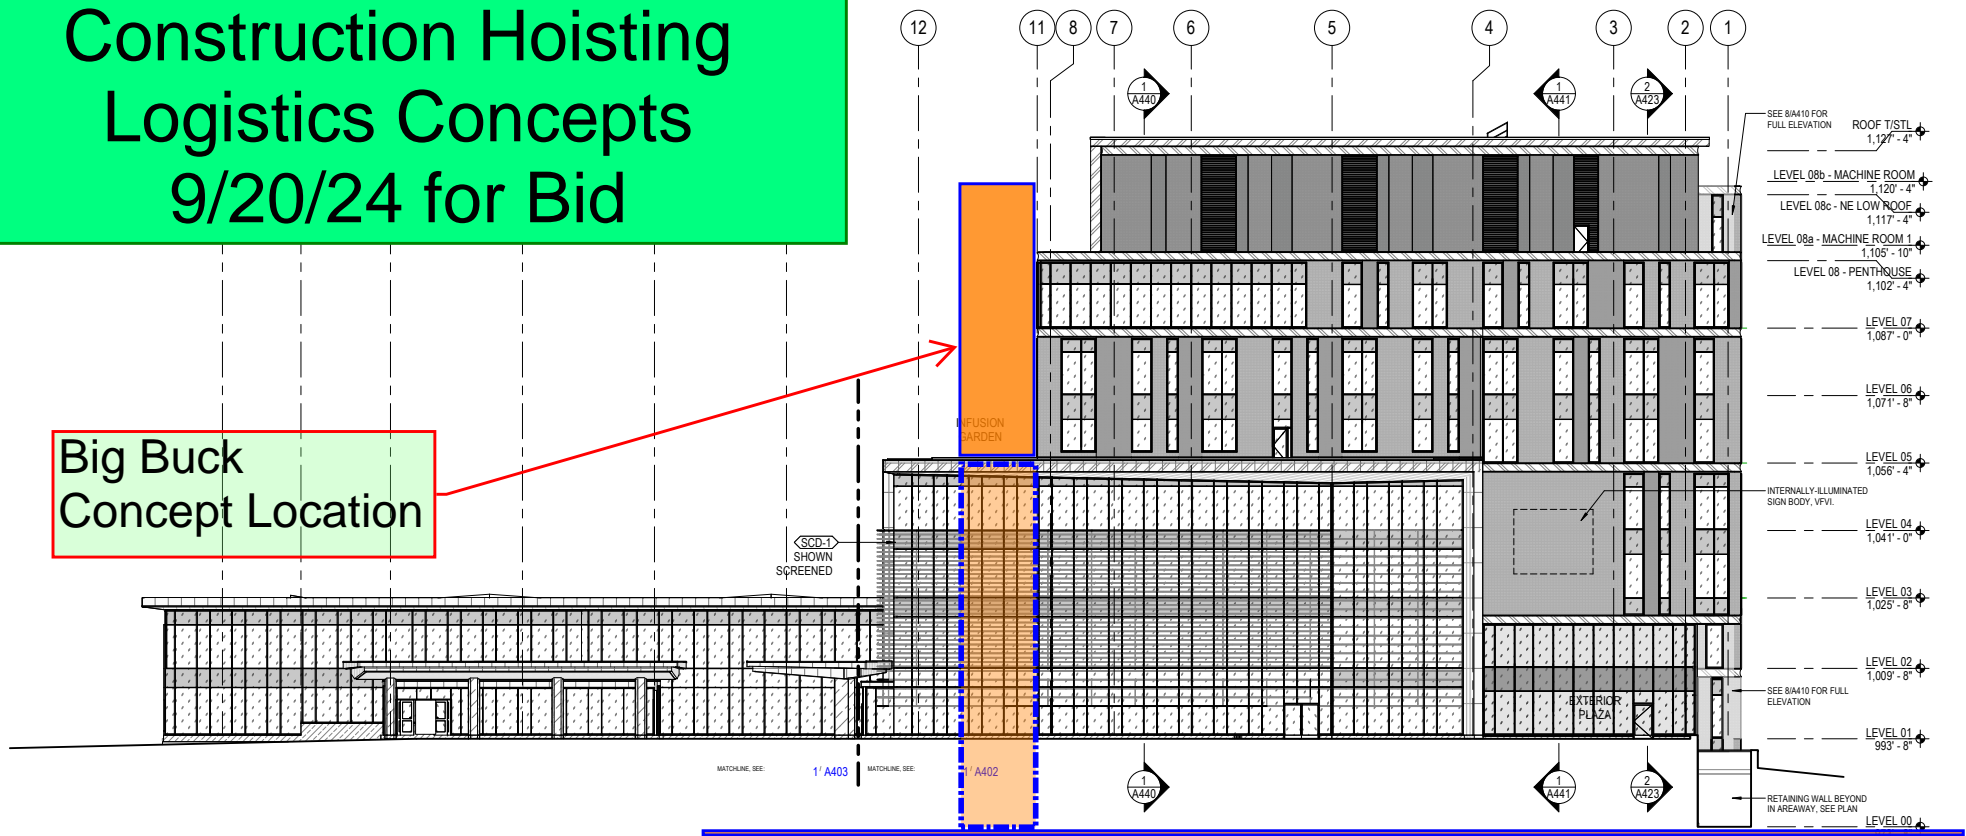 Construction Hoisting
Logistics Concepts
9/20/24 for Bid
12
11
8
7
6
5
4
3
2
1
1
A440
1
A441
2
A423
SEE 8/A410 FOR
FULL ELEVATION
ROOF T/STL
1,127' - 4"
LEVEL 08b - MACHINE ROOM
1,120' - 4"
LEVEL 08c - NE LOW ROOF
1,117' - 4"
LEVEL 08a - MACHINE ROOM 1
1,105' - 10"
LEVEL 08 - PENTHOUSE
1,102' - 4"
LEVEL 07
1,087' - 0"
LEVEL 06
1,071' - 8"
INFUSION
GARDEN
Big Buck
Concept Location
LEVEL 05
1,056' - 4"
INTERNALLY-ILLUMINATED
SIGN BODY, VFVI.
LEVEL 04
1,041' - 0"
SCD-1
SHOWN
SCREENED
LEVEL 03
1,025' - 8"
LEVEL 02
1,009' - 8"
SEE 8/A410 FOR FULL
ELEVATION
EXTERIOR
PLAZA
LEVEL 01
993' - 8"
MATCHLINE, SEE:
1 / A403
MATCHLINE, SEE:
1 / A402
1
A440
1
A441
2
A423
RETAINING WALL BEYOND
IN AREAWAY, SEE PLAN
LEVEL 00